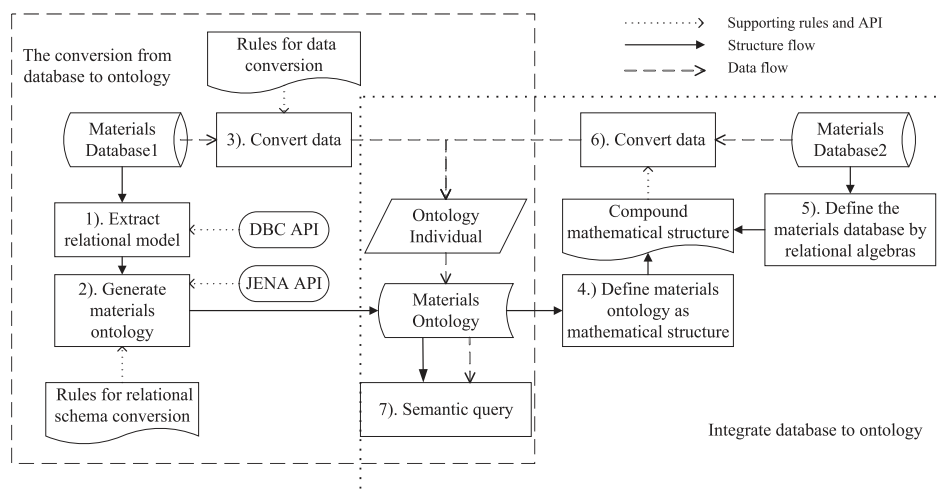 The conversion from
database to ontology
Rules for data
conversion
Supporting rules and API
Structure flow
Data flow
Materials
Database1
3). Convert data
6). Convert data
Materials
Database2
1). Extract
relational model
DBC API
Ontology
Individual
Compound
mathematical structure
5). Define the
materials database by
relational algebras
2). Generate
materials
ontology
JENA API
Materials
Ontology
4.) Define materials
ontology as
mathematical structure
Rules for relational
schema conversion
7). Semantic query
Integrate database to ontology